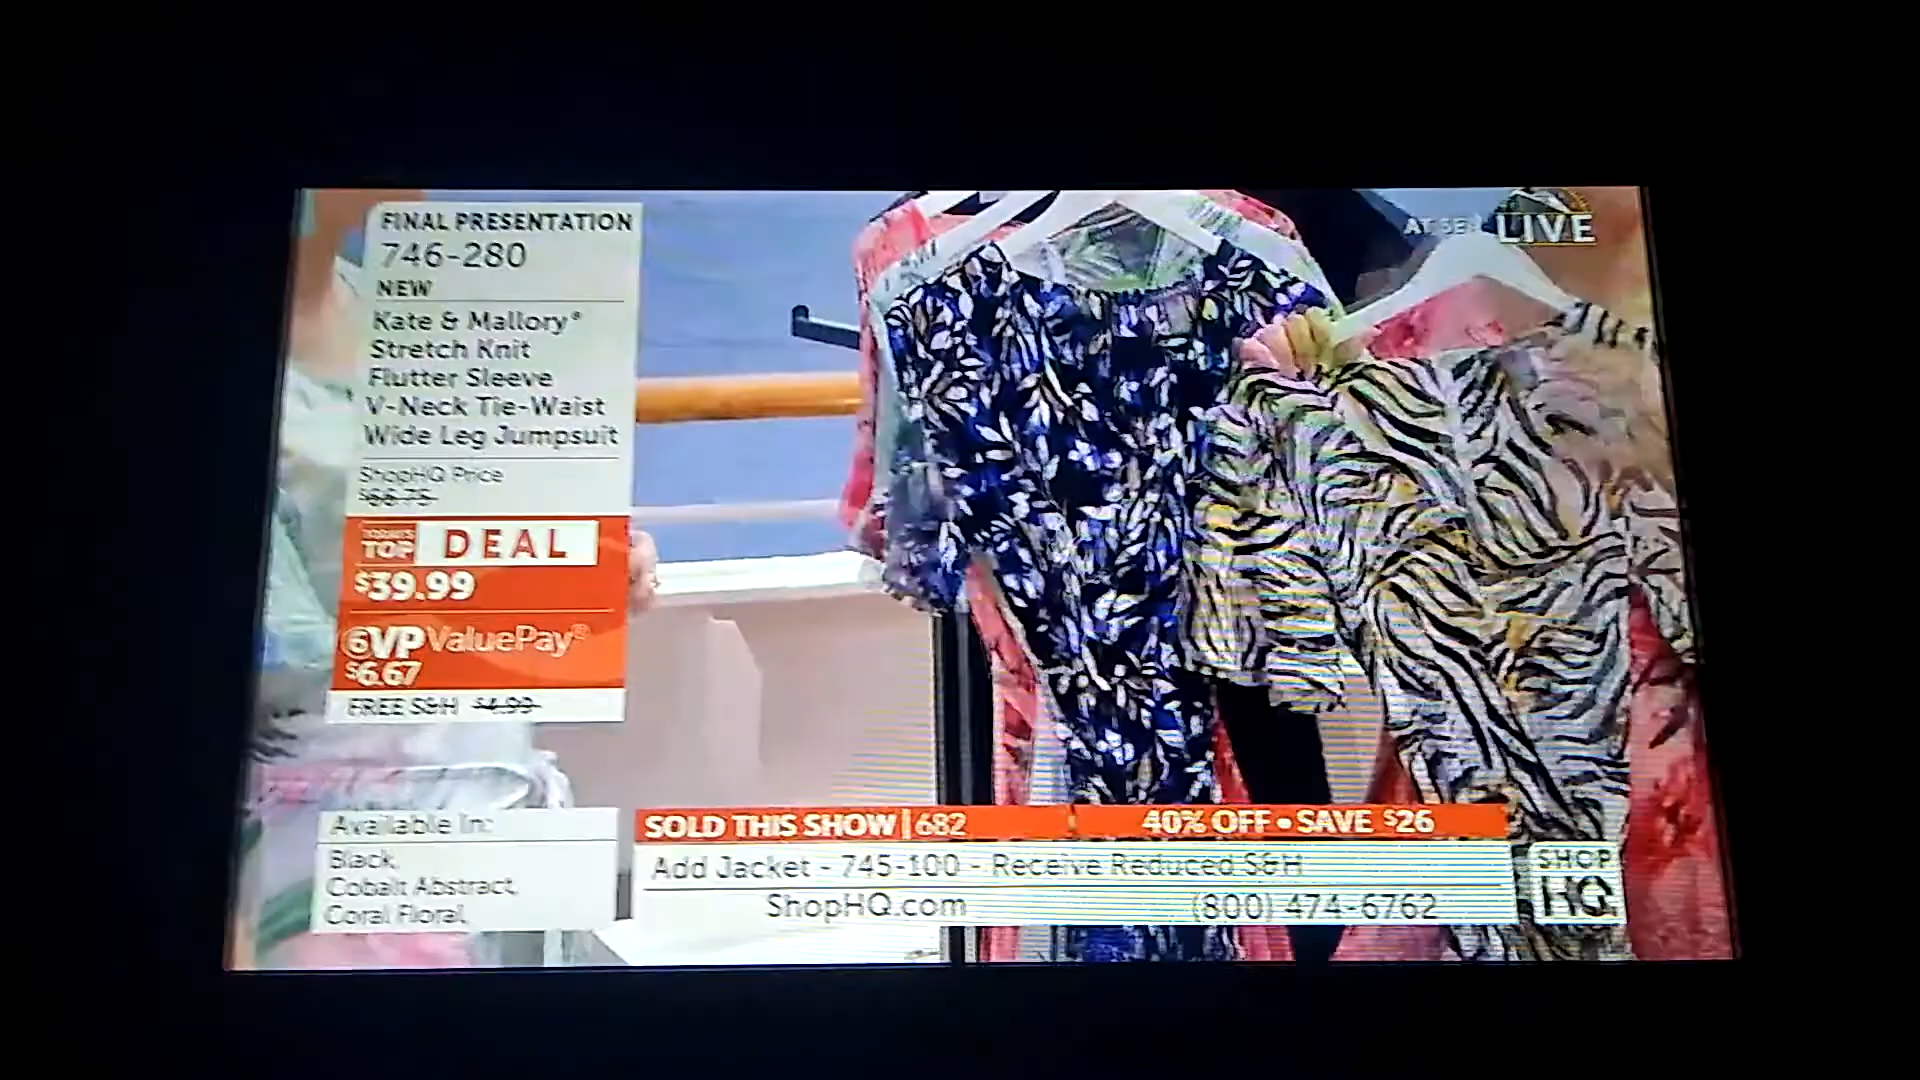 FINAL PRESENTATION
746-280
NEW
Kate & Mallory®
Stretch Knit
Flutter Sleeve
V-Neck Tie-Waist
Wide Leg Jumpsuit
ShopHQ Price
$66.75
TODAY'S
TOP DEAL
$39.99
6VP ValuePay®
$6.67
FREE S&H $4.99
Available In:
Black,
Cobalt Abstract,
Coral Floral,
LIVE
SOLD THIS SHOW | 682
40% OFF • SAVE $26
Add Jacket - 745-100 - Receive Reduced S&H
ShopHQ.com (800) 474-6762
SHOP
HQ